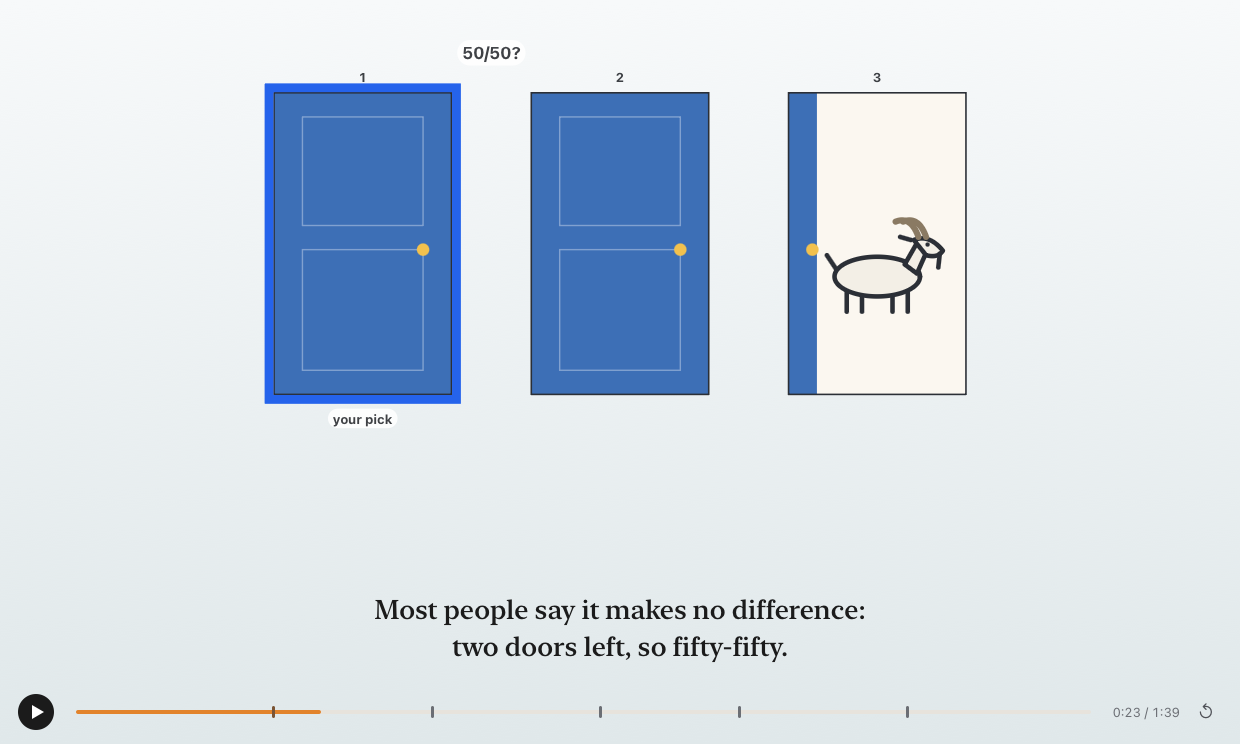 50/50?
1
2
3
your pick
Most people say it makes no difference:
two doors left, so fifty-fifty.
0:23 / 1:39